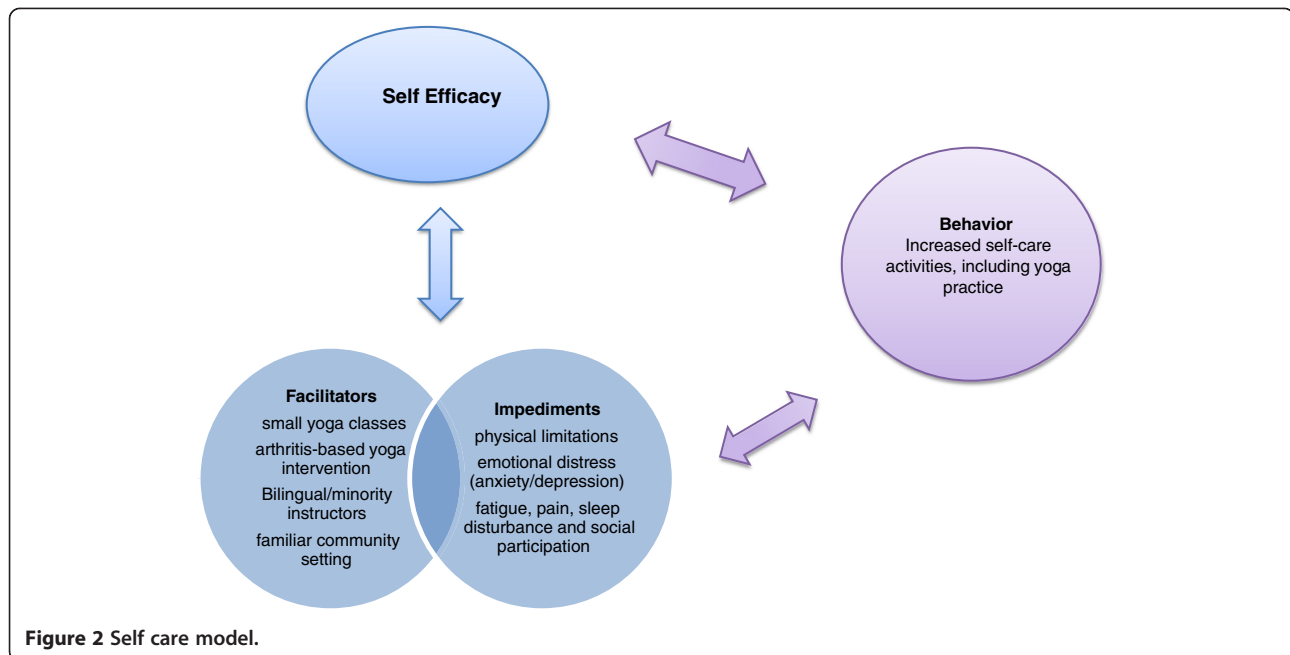 Self Efficacy
Behavior
Increased self-care
activities, including yoga
practice
Facilitators
small yoga classes
arthritis-based yoga
intervention
Bilingual/minority
instructors
familiar community
setting
Impediments
physical limitations
emotional distress
(anxiety/depression)
fatigue, pain, sleep
disturbance and social
participation
Figure 2 Self care model.